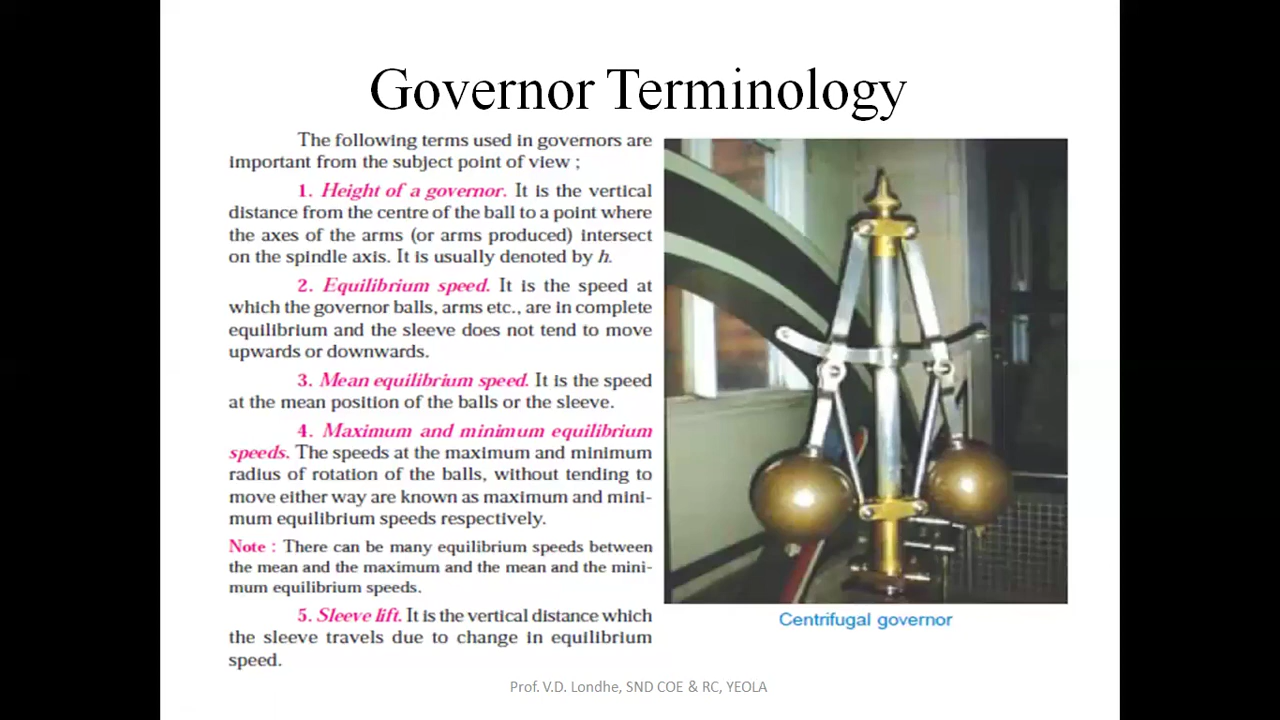 Governor Terminology
The following terms used in governors are
important from the subject point of view ;
1. Height of a governor. It is the vertical
distance from the centre of the ball to a point where
the axes of the arms (or arms produced) intersect
on the spindle axis. It is usually denoted by h.
2. Equilibrium speed. It is the speed at
which the governor balls, arms etc., are in complete
equilibrium and the sleeve does not tend to move
upwards or downwards.
3. Mean equilibrium speed. It is the speed
at the mean position of the balls or the sleeve.
4. Maximum and minimum equilibrium
speeds. The speeds at the maximum and minimum
radius of rotation of the balls, without tending to
move either way are known as maximum and mini-
mum equilibrium speeds respectively.
Note : There can be many equilibrium speeds between
the mean and the maximum and the mean and the mini-
mum equilibrium speeds.
5. Sleeve lift. It is the vertical distance which
the sleeve travels due to change in equilibrium
speed.
Centrifugal governor
Prof. V.D. Londhe, SND COE & RC, YEOLA